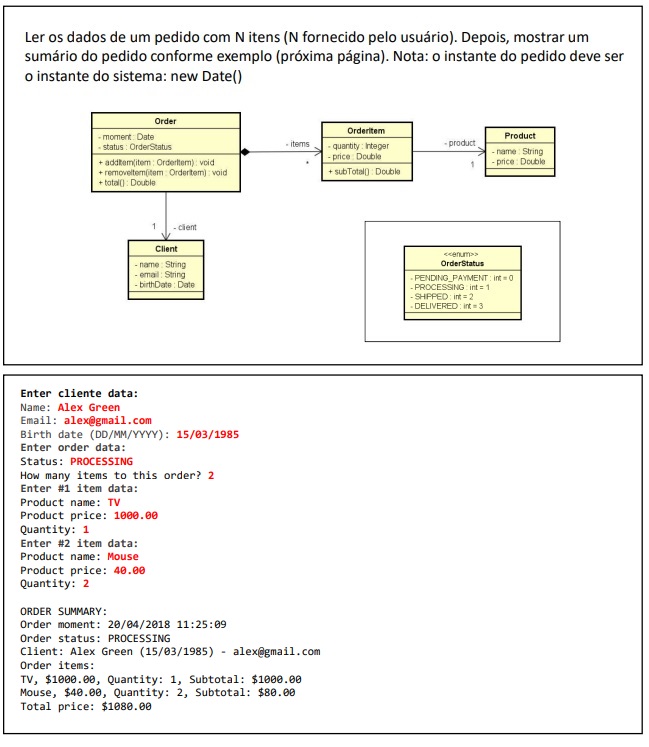 Ler os dados de um pedido com N itens (N fornecido pelo usuário). Depois, mostrar um
sumário do pedido conforme exemplo (próxima página). Nota: o instante do pedido deve ser
o instante do sistema: new Date()
Order
- moment : Date
- status : OrderStatus
+ addItem(item : OrderItem) : void
+ removeItem(item : OrderItem) : void
+ total() : Double
- items
*
OrderItem
- quantity : Integer
- price : Double
+ subTotal() : Double
- product
1
Product
- name : String
- price : Double
1
- client
Client
- name : String
- email : String
- birthDate : Date
<<enum>>
OrderStatus
- PENDING_PAYMENT : int = 0
- PROCESSING : int = 1
- SHIPPED : int = 2
- DELIVERED : int = 3
Enter cliente data:
Name: Alex Green
Email: alex@gmail.com
Birth date (DD/MM/YYYY): 15/03/1985
Enter order data:
Status: PROCESSING
How many items to this order? 2
Enter #1 item data:
Product name: TV
Product price: 1000.00
Quantity: 1
Enter #2 item data:
Product name: Mouse
Product price: 40.00
Quantity: 2
ORDER SUMMARY:
Order moment: 20/04/2018 11:25:09
Order status: PROCESSING
Client: Alex Green (15/03/1985) - alex@gmail.com
Order items:
TV, $1000.00, Quantity: 1, Subtotal: $1000.00
Mouse, $40.00, Quantity: 2, Subtotal: $80.00
Total price: $1080.00